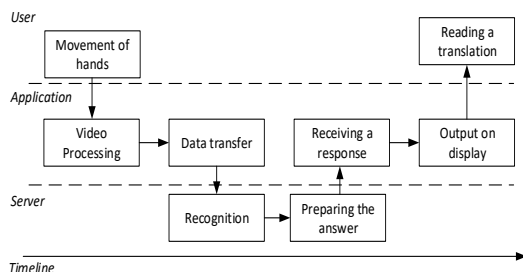 User
Movement of
hands
Reading a
translation
Application
Video
Processing
Data transfer
Receiving a
response
Output on
display
Server
Recognition
Preparing the
answer
Timeline